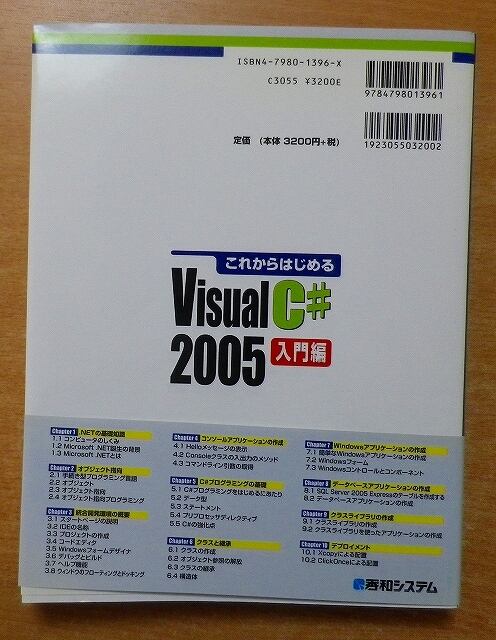 ISBN4-7980-1396-X
C3055 ¥3200E
9784798013961
定価 (本体 3200円+税)
1923055032002
これからはじめる
Visual C#
2005 入門編
Chapter 1 .NETの基礎知識
1.1 コンピュータのしくみ
1.2 Microsoft .NET誕生の背景
1.3 Microsoft .NETとは
Chapter 2 オブジェクト指向
2.1 手続き型プログラミング言語
2.2 オブジェクト
2.3 オブジェクト指向
2.4 オブジェクト指向プログラミング
Chapter 3 統合開発環境の概要
3.1 スタートページの説明
3.2 IDEの名称
3.3 プロジェクトの作成
3.4 コードエディタ
3.5 Windowsフォームデザイナ
3.6 デバッグとビルド
3.7 ヘルプ機能
3.8 ウィンドウのフローティングとドッキング
Chapter 4 コンソールアプリケーションの作成
4.1 Helloメッセージの表示
4.2 Consoleクラスの入出力のメソッド
4.3 コマンドライン引数の取得
Chapter 5 C#プログラミングの基礎
5.1 C#プログラミングをはじめるにあたり
5.2 データ型
5.3 ステートメント
5.4 プリプロセッサディレクティブ
5.5 C#の強化点
Chapter 6 クラスと継承
6.1 クラスの作成
6.2 オブジェクト参照の解放
6.3 クラスの継承
6.4 構造体
Chapter 7 Windowsアプリケーションの作成
7.1 簡単なWindowsアプリケーションの作成
7.2 Windowsフォーム
7.3 Windowsコントロールとコンポーネント
Chapter 8 データベースアプリケーションの作成
8.1 SQL Server 2005 Expressのテーブルを作成する
8.2 データベースアプリケーションの作成
Chapter 9 クラスライブラリの作成
9.1 クラスライブラリの作成
9.2 クラスライブラリを使ったアプリケーションの作成
Chapter 10 デプロイメント
10.1 Xcopyによる配置
10.2 ClickOnceによる配置
秀和システム